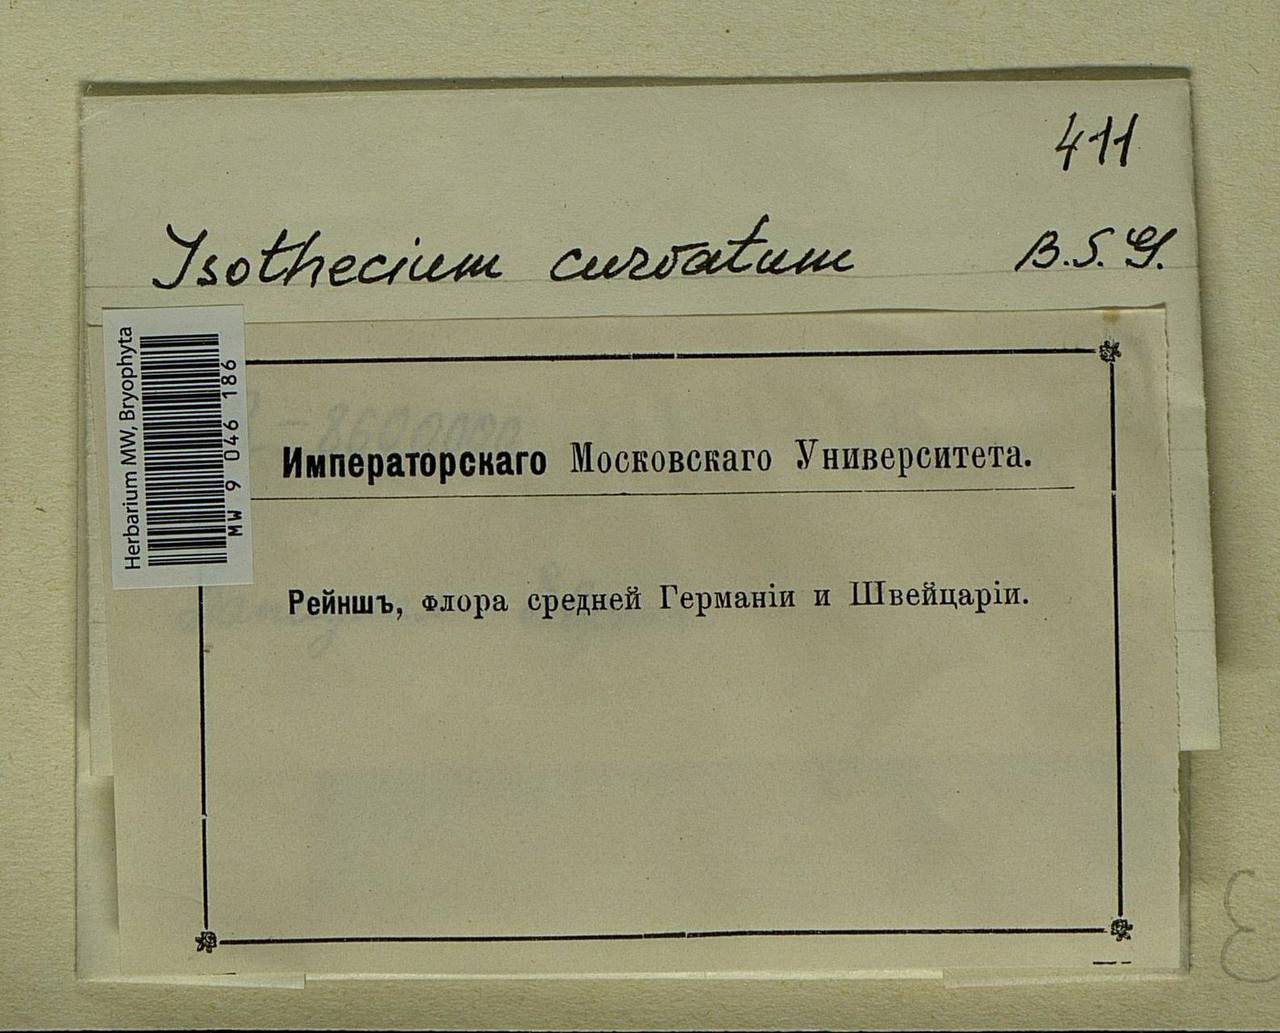 411
Isothecium curvatum B.S.G.
Herbarium MW, Bryophyta
MW 9 046 186
Императорскаго Московскаго Университета.
Рейншъ, флора средней Германіи и Швейцаріи.